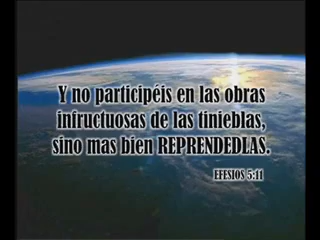 Y no participéis en las obras
infructuosas de las tinieblas,
sino mas bien REPRENDEDLAS.
EFESIOS 5:11